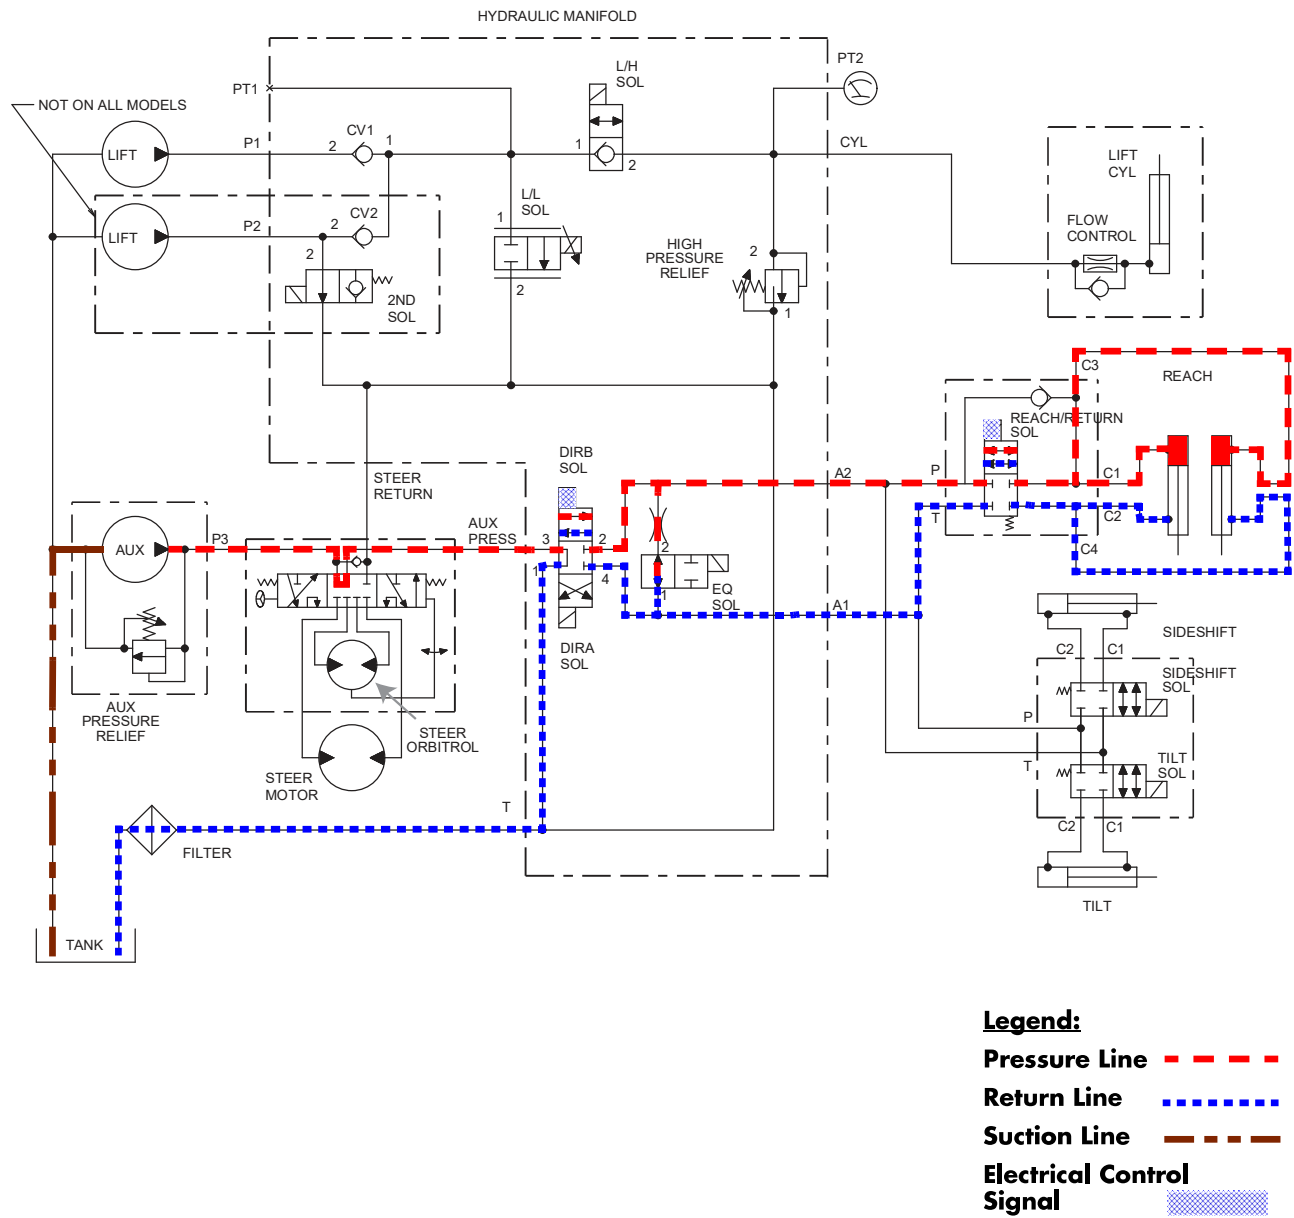 HYDRAULIC MANIFOLD
PT1
L/H
SOL
PT2
NOT ON ALL MODELS
LIFT
P1
2
CV1
1
1
2
CYL
LIFT
CYL
LIFT
P2
2
CV2
2
2ND
SOL
L/L
SOL
1
2
HIGH
PRESSURE
RELIEF
2
1
FLOW
CONTROL
C3
REACH
REACH/RETURN
SOL
P
C1
T
C2
C4
STEER
RETURN
DIRB
SOL
A2
AUX
P3
AUX
PRESS
3
2
1
4
2
1
EQ
SOL
A1
DIRA
SOL
AUX
PRESSURE
RELIEF
STEER
ORBITROL
STEER
MOTOR
SIDESHIFT
C2
C1
SIDESHIFT
SOL
P
T
TILT
SOL
C2
C1
TILT
T
FILTER
TANK
Legend:
Pressure Line
Return Line
Suction Line
Electrical Control
Signal